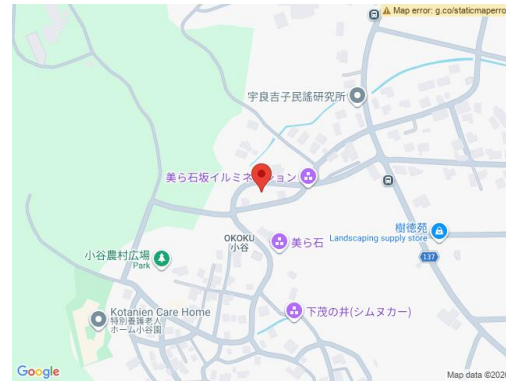 Map error: g.co/staticmaperro
宇良吉子民謡研究所
美ら石坂イルミネーション
樹徳苑
Landscaping supply store
OKOKU
小谷
美ら石
137
小谷農村広場
Park
Kotanien Care Home
特別養護老人
ホーム小谷園
下茂の井(シムヌカー)
Google
Map data ©2026